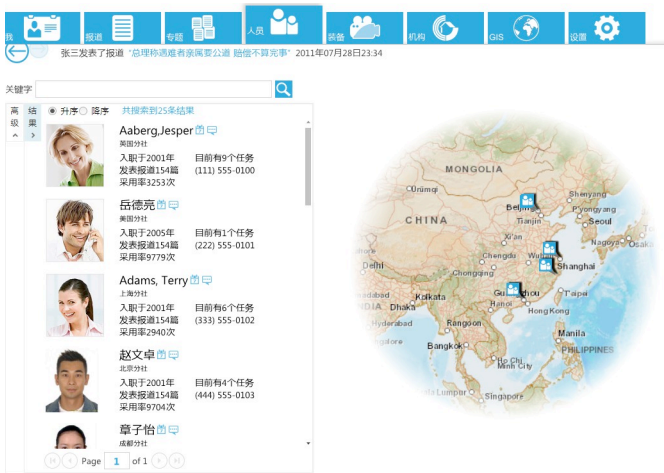 我
报道
专题
人员
装备
机构
GIS
设置
张三发表了报道 "总理称遇难者亲属要公道 赔偿不算完事" 2011年07月28日23:34
关键字
高级
结果
升序 降序 共搜索到25条结果
Aaberg,Jesper
英国分社
入职于2001年 目前有9个任务
发表报道154篇 (111) 555-0100
采用率3253次
岳德亮
美国分社
入职于2005年 目前有1个任务
发表报道154篇 (222) 555-0101
采用率9779次
Adams, Terry
上海分社
入职于2001年 目前有6个任务
发表报道154篇 (333) 555-0102
采用率2940次
赵文卓
北京分社
入职于2001年 目前有4个任务
发表报道154篇 (444) 555-0103
采用率9704次
章子怡
成都分社
Page 1 of 1
MONGOLIA
Ürümqi
Shenyang
P'yongyang
Tianjin
Seoul
CHINA
Xi'an
Nagoya
Osaka
Chengdu
Shanghai
Delhi
Chongqing
T'aipei
Kolkata
Dhaka
Hanoi
Hong Kong
Hyderabad
Rangoon
Manila
Bangkok
PHILIPPINES
Ho Chi
Minh City
Singapore